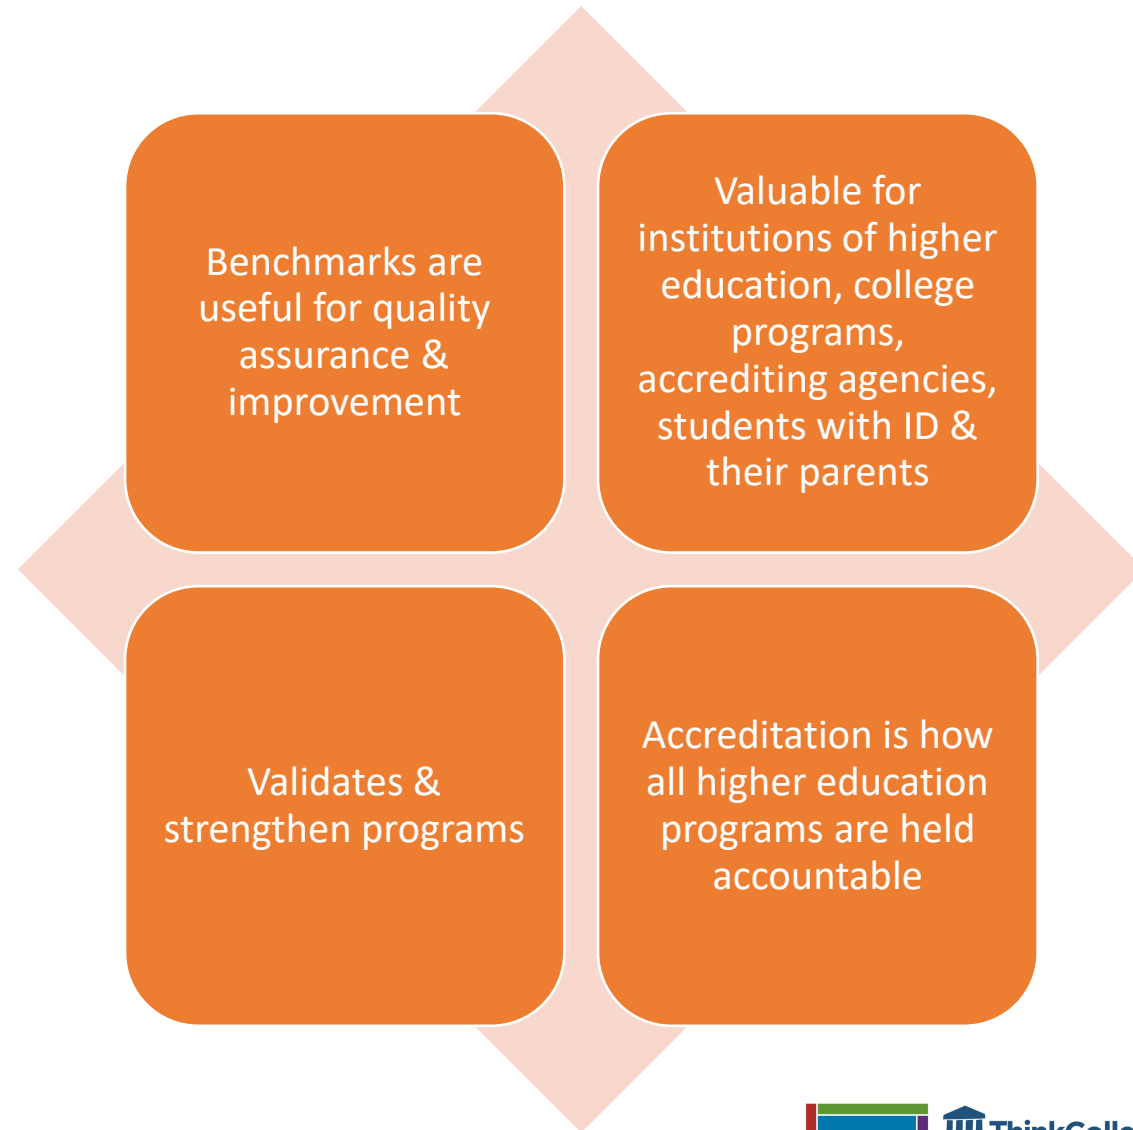 Benchmarks are
useful for quality
assurance &
improvement
Valuable for
institutions of higher
education, college
programs,
accrediting agencies,
students with ID &
their parents
Validates &
strengthen programs
Accreditation is how
all higher education
programs are held
accountable